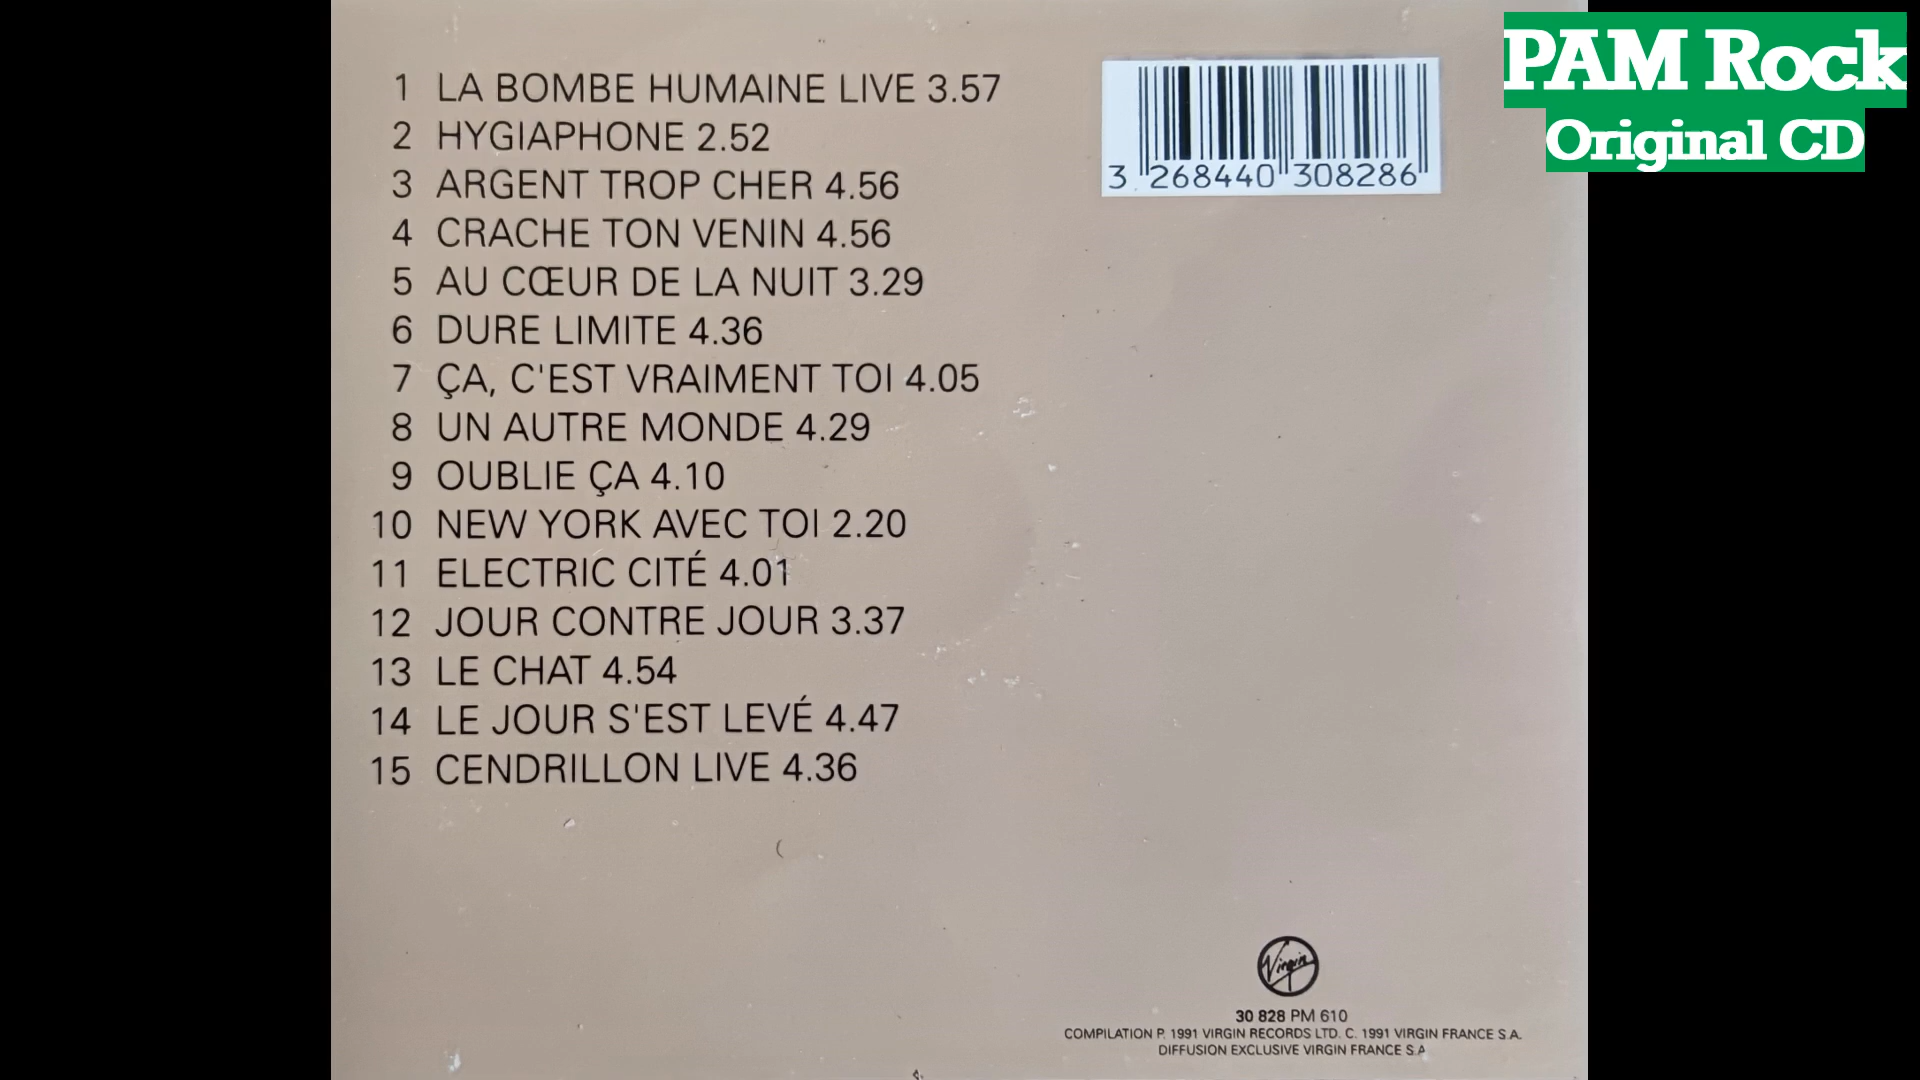 PAM Rock
Original CD
1 LA BOMBE HUMAINE LIVE 3.57
2 HYGIAPHONE 2.52
3 ARGENT TROP CHER 4.56
4 CRACHE TON VENIN 4.56
5 AU CŒUR DE LA NUIT 3.29
6 DURE LIMITE 4.36
7 ÇA, C'EST VRAIMENT TOI 4.05
8 UN AUTRE MONDE 4.29
9 OUBLIE ÇA 4.10
10 NEW YORK AVEC TOI 2.20
11 ELECTRIC CITÉ 4.01
12 JOUR CONTRE JOUR 3.37
13 LE CHAT 4.54
14 LE JOUR S'EST LEVÉ 4.47
15 CENDRILLON LIVE 4.36
3 268440 308286
Virgin
30 828 PM 610
COMPILATION P. 1991 VIRGIN RECORDS LTD. C. 1991 VIRGIN FRANCE S.A.
DIFFUSION EXCLUSIVE VIRGIN FRANCE S.A